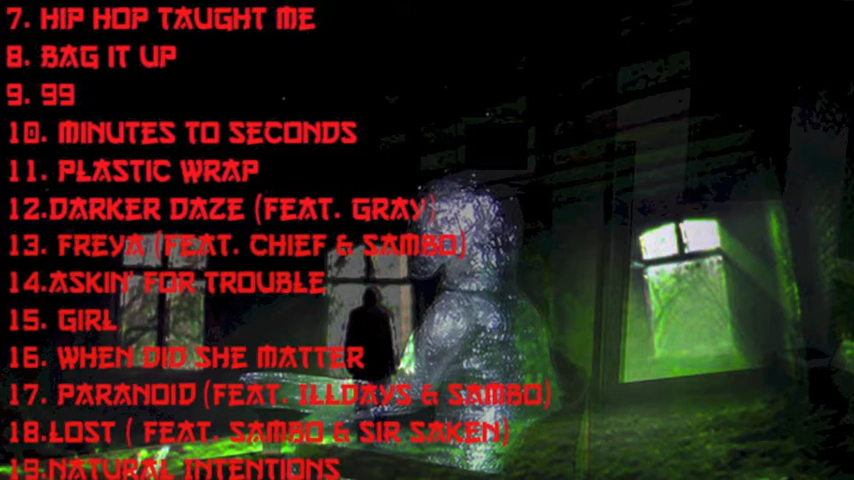 7. HIP HOP TAUGHT ME
8. BAG IT UP
9. 99
10. MINUTES TO SECONDS
11. PLASTIC WRAP
12.DARKER DAZE (FEAT. GRAY)
13. FREYA (FEAT. CHIEF & SAMBO)
14.ASKIN' FOR TROUBLE
15. GIRL
16. WHEN DID SHE MATTER
17. PARANOID (FEAT. ILLDAYS & SAMBO)
18.LOST ( FEAT. SAMBO & SIR SAKEN)
19.NATURAL INTENTIONS